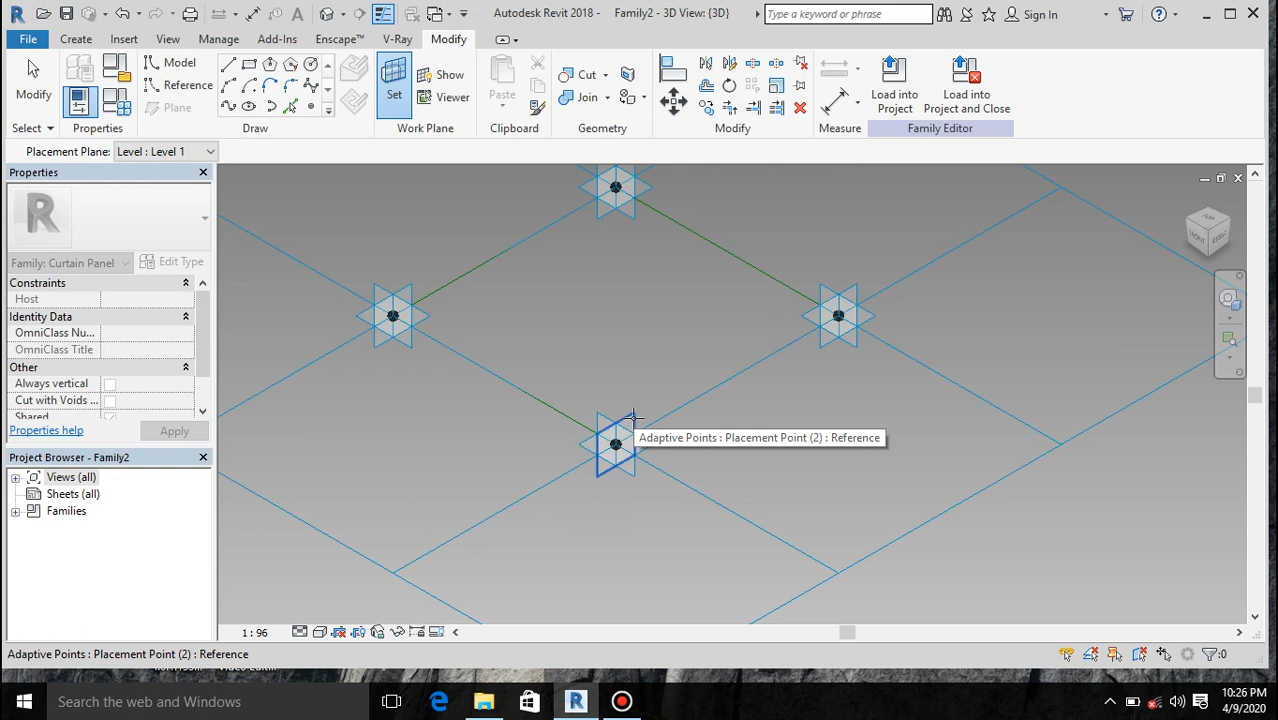 Autodesk Revit 2018 - Family2 - 3D View: {3D}
Type a keyword or phrase
Sign In
File Create Insert View Manage Add-Ins Enscape™ V-Ray Modify
Modify
Select
Properties
Model
Reference
Plane
Draw
Set
Show
Viewer
Work Plane
Paste
Clipboard
Cut
Join
Geometry
Modify
Measure
Load into
Project
Load into
Project and Close
Family Editor
Placement Plane: Level : Level 1
Properties
Family: Curtain Panel
Edit Type
Constraints
Host
Identity Data
OmniClass Nu...
OmniClass Title
Other
Always vertical
Cut with Voids ...
Shared
Properties help
Apply
Project Browser - Family2
Views (all)
Sheets (all)
Families
TOP
FRONT
RIGHT
Adaptive Points : Placement Point (2) : Reference
1 : 96
Adaptive Points : Placement Point (2) : Reference
:0
Search the web and Windows
10:26 PM
4/9/2020